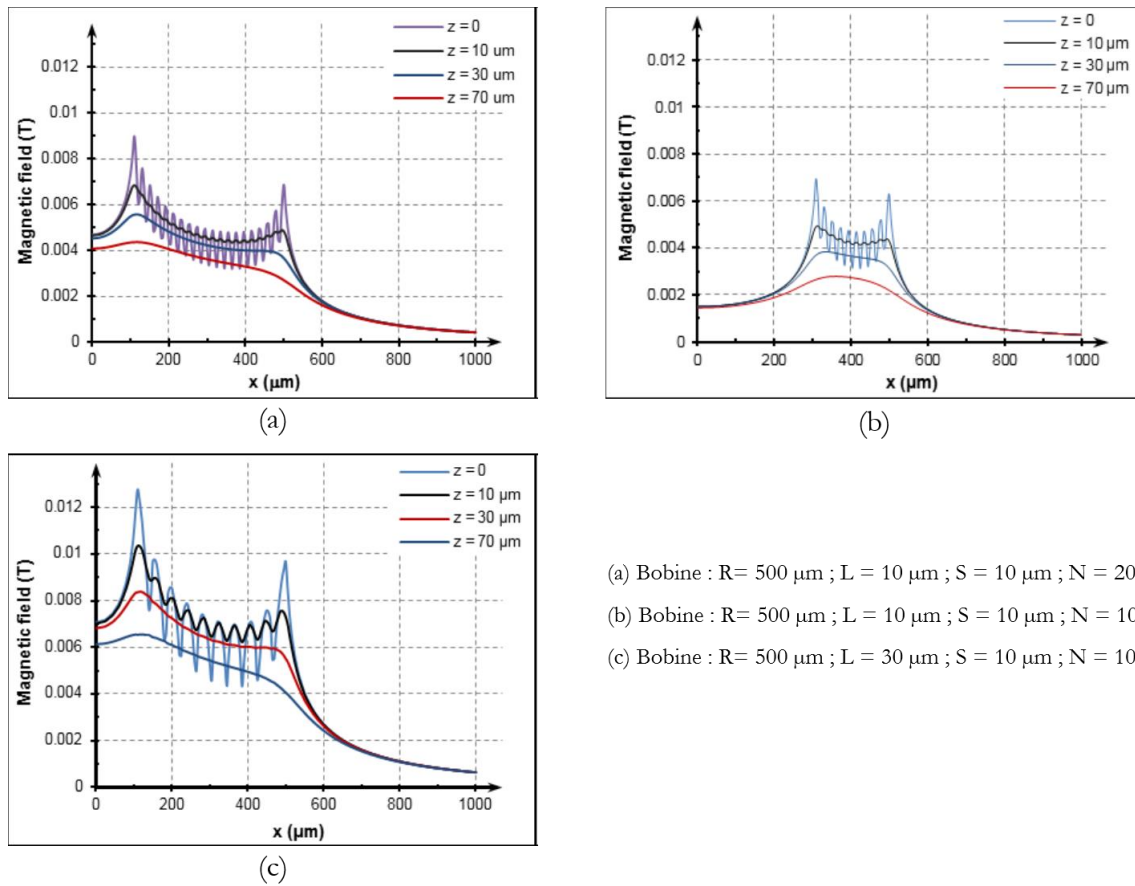 z = 0
z = 10 um
z = 30 um
z = 70 um
0.012
0.01
0.008
0.006
0.004
0.002
0
Magnetic field (T)
0 200 400 600 800 1000
x (μm)
(a)
z = 0
z = 10 μm
z = 30 μm
z = 70 μm
0.012
0.01
0.008
0.006
0.004
0.002
0
Magnetic field (T)
0 200 400 600 800 1000
x (μm)
(b)
z = 0
z = 10 μm
z = 30 μm
z = 70 μm
0.012
0.01
0.008
0.006
0.004
0.002
0
Magnetic field (T)
0 200 400 600 800 1000
x (μm)
(c)
(a) Bobine : R= 500 μm ; L = 10 μm ; S = 10 μm ; N = 20
(b) Bobine : R= 500 μm ; L = 10 μm ; S = 10 μm ; N = 10
(c) Bobine : R= 500 μm ; L = 30 μm ; S = 10 μm ; N = 10